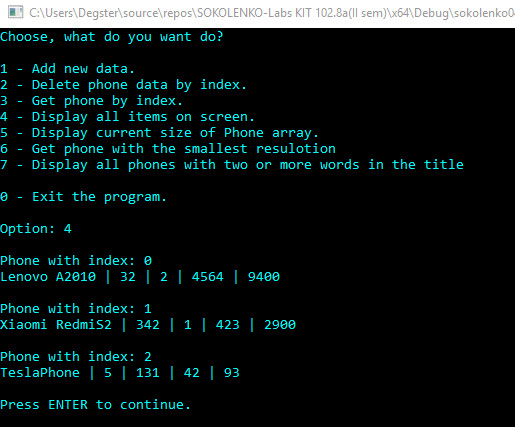 C:\Users\Degster\source\repos\SOKOLENKO-Labs KIT 102.8a(II sem)\x64\Debug\sokolenko0
Choose, what do you want do?
1 - Add new data.
2 - Delete phone data by index.
3 - Get phone by index.
4 - Display all items on screen.
5 - Display current size of Phone array.
6 - Get phone with the smallest resulotion
7 - Display all phones with two or more words in the title
0 - Exit the program.
Option: 4
Phone with index: 0
Lenovo A2010 | 32 | 2 | 4564 | 9400
Phone with index: 1
Xiaomi RedmiS2 | 342 | 1 | 423 | 2900
Phone with index: 2
TeslaPhone | 5 | 131 | 42 | 93
Press ENTER to continue.